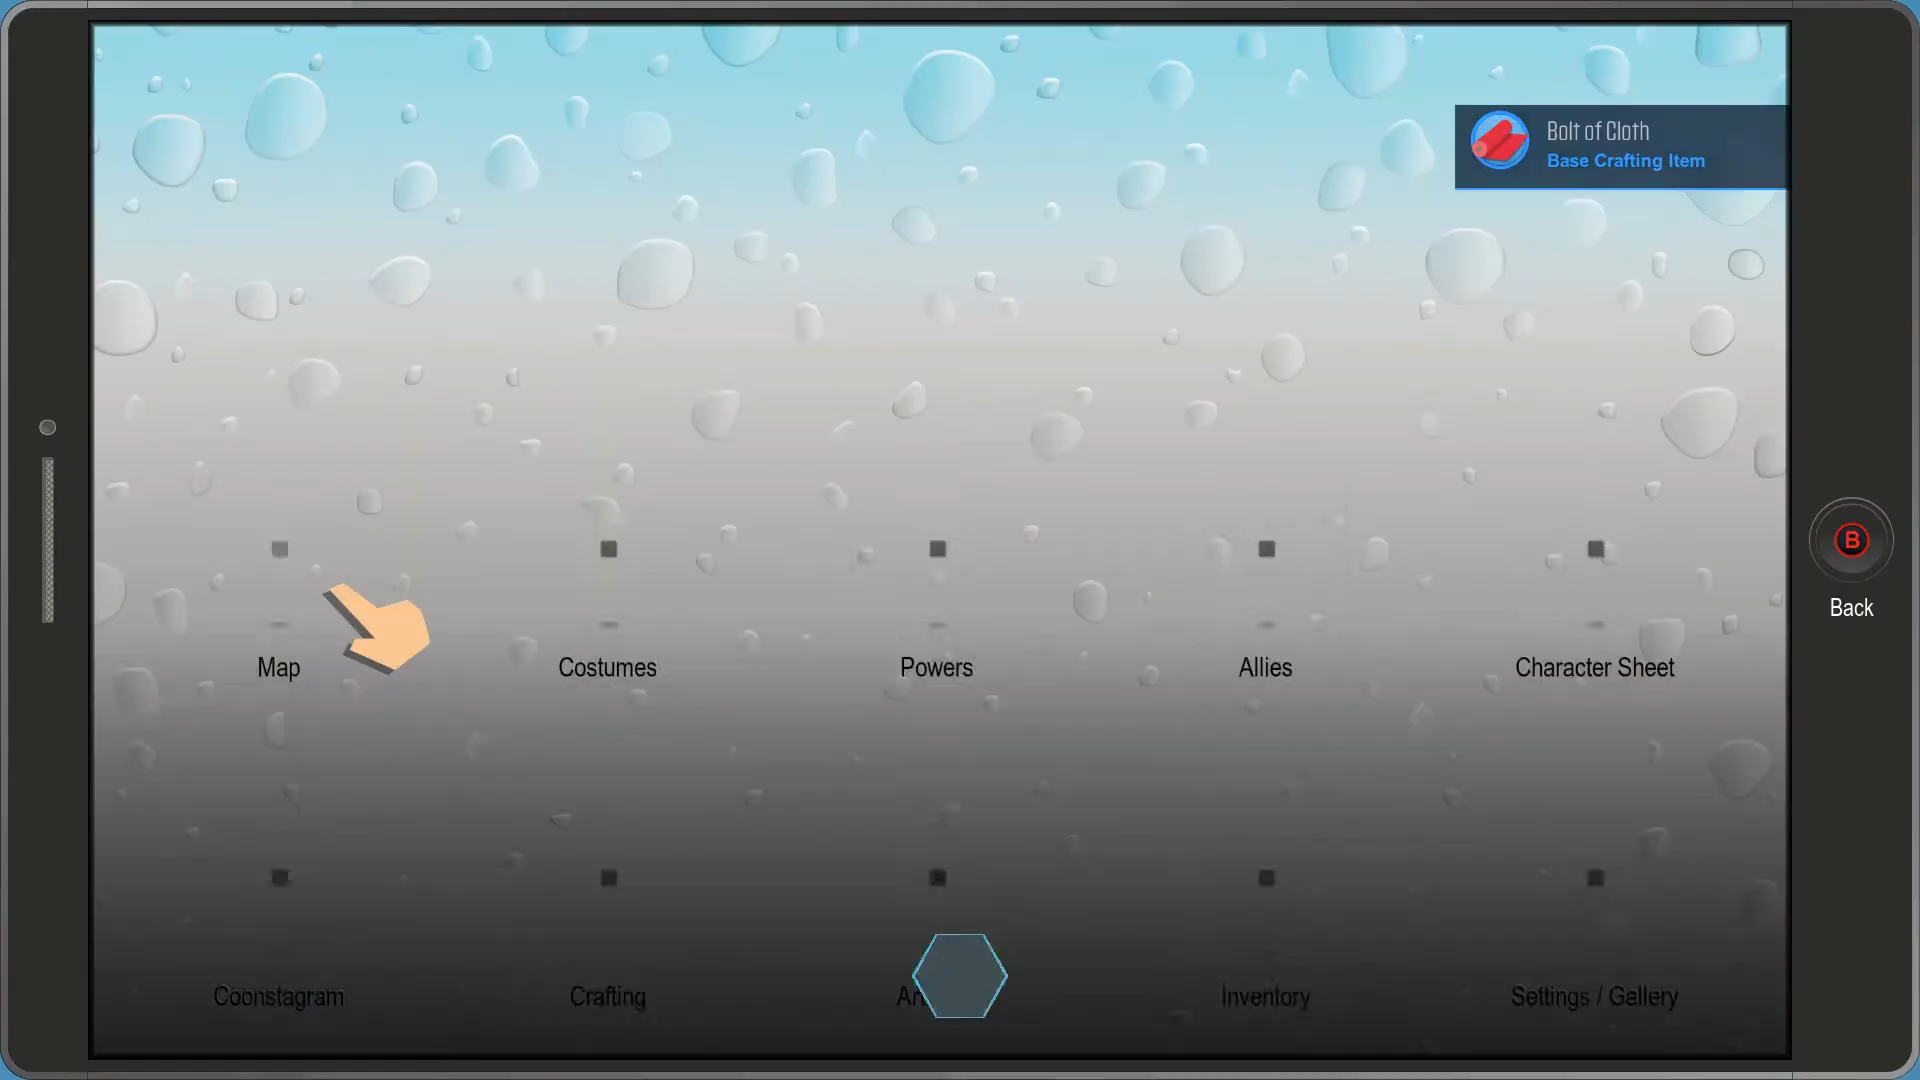 Bolt of Cloth
Base Crafting Item
B
Back
Map
Costumes
Powers
Allies
Character Sheet
Coonstagram
Crafting
Inventory
Settings / Gallery